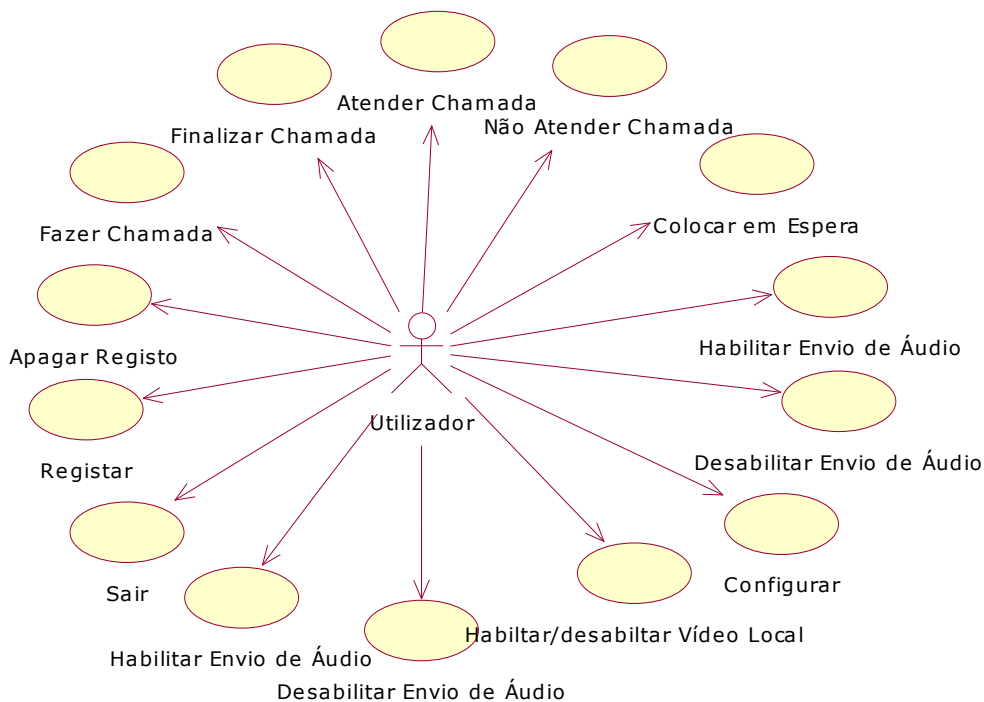 Atender Chamada
Não Atender Chamada
Finalizar Chamada
Colocar em Espera
Fazer Chamada
Habilitar Envio de Áudio
Apagar Registo
Utilizador
Desabilitar Envio de Áudio
Registar
Configurar
Sair
Habiltar/desabiltar Vídeo Local
Habilitar Envio de Áudio
Desabilitar Envio de Áudio